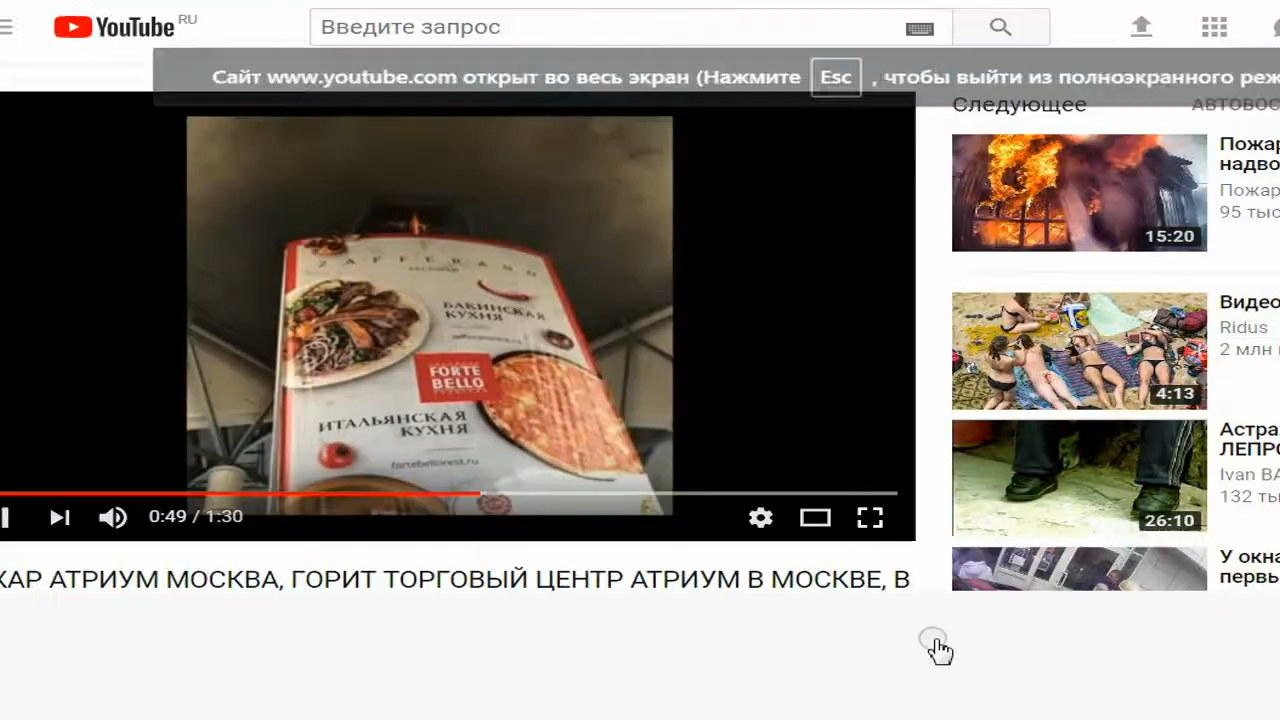 YouTube RU
Введите запрос
Сайт www.youtube.com открыт во весь экран (Нажмите Esc , чтобы выйти из полноэкранного реж
Следующее
АВТОВОС
ZAFFERANO
БАКИНСКАЯ
КУХНЯ
FORTE
BELLO
ИТАЛЬЯНСКАЯ
КУХНЯ
fortebellorest.ru
0:49 / 1:30
КАР АТРИУМ МОСКВА, ГОРИТ ТОРГОВЫЙ ЦЕНТР АТРИУМ В МОСКВЕ, В
15:20
Пожар
надво
Пожар
95 тыс
4:13
Видео
Ridus
2 млн
26:10
Астра
ЛЕПРО
Ivan BA
132 ты
У окна
первы